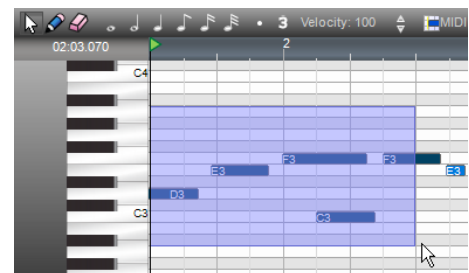 3 Velocity: 100 MIDI
02:03.070 2
C4
F3 F3
E3 E3
D3
C3 C3